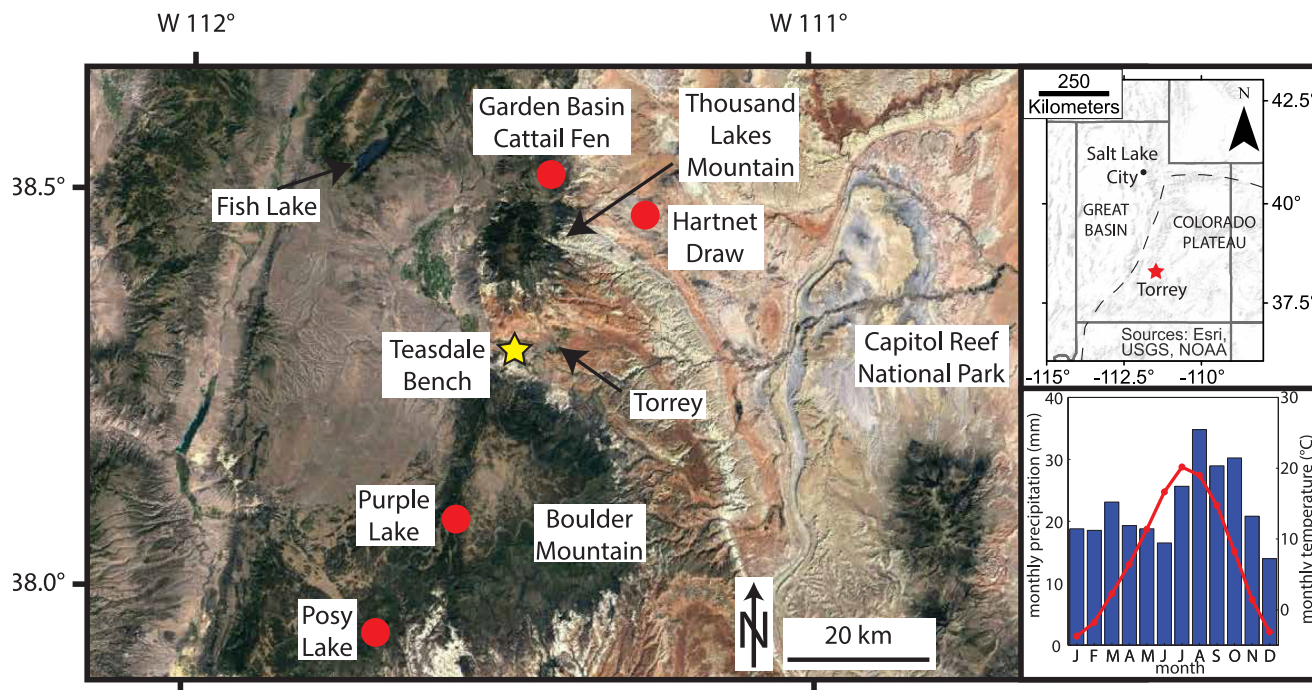 W 112°
W 111°
38.5°
38.0°
Garden Basin
Cattail Fen
Thousand
Lakes
Mountain
Fish Lake
Hartnet
Draw
Teasdale
Bench
Torrey
Capitol Reef
National Park
Purple
Lake
Boulder
Mountain
Posy
Lake
N
20 km
250
Kilometers
N
42.5°
Salt Lake
City
40°
GREAT
BASIN
COLORADO
PLATEAU
Torrey
37.5°
Sources: Esri,
USGS, NOAA
-115° -112.5° -110°
monthly precipitation (mm)
40
30
20
10
0
30
20
10
0
monthly temperature (°C)
J F M A M J J A S O N D
month